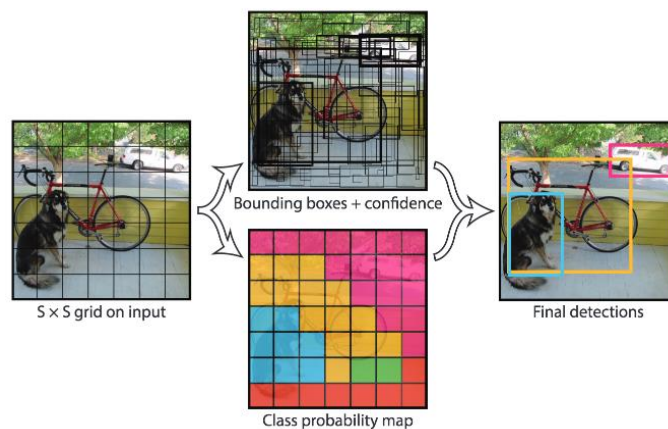 S × S grid on input
Bounding boxes + confidence
Class probability map
Final detections